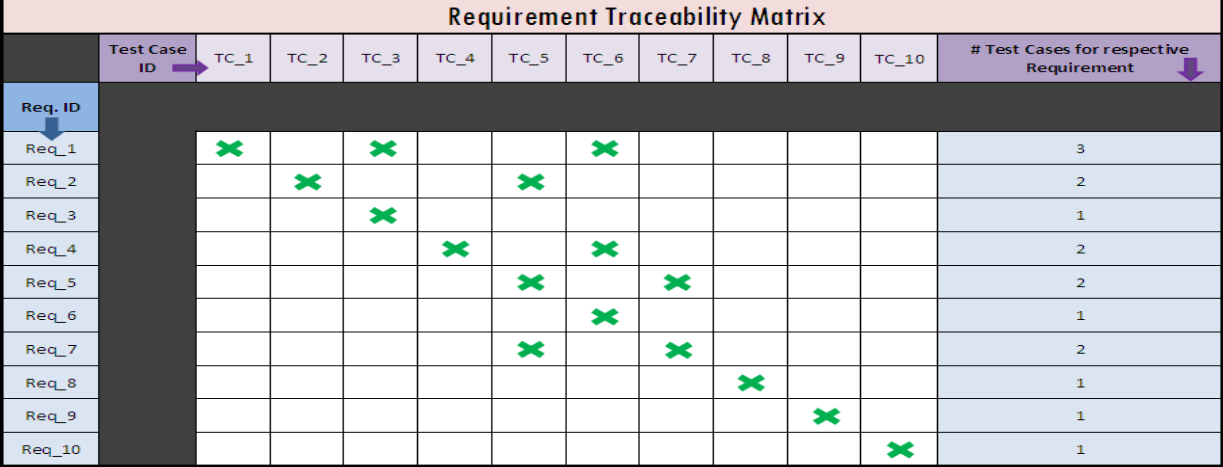 Requirement Traceability Matrix
Test Case ID TC_1 TC_2 TC_3 TC_4 TC_5 TC_6 TC_7 TC_8 TC_9 TC_10 # Test Cases for respective Requirement
Req. ID
Req_1 3
Req_2 2
Req_3 1
Req_4 2
Req_5 2
Req_6 1
Req_7 2
Req_8 1
Req_9 1
Req_10 1